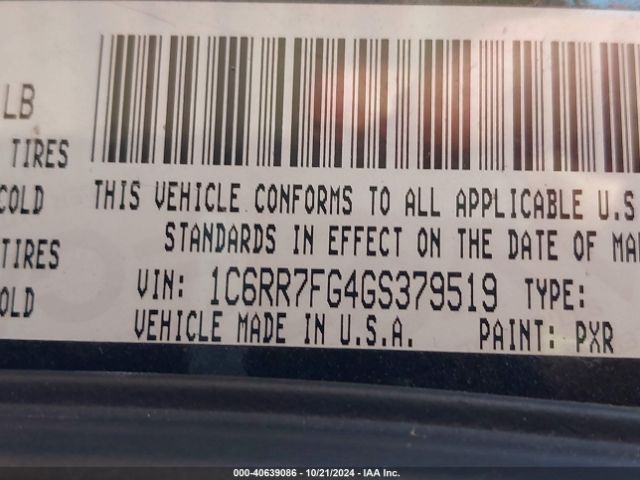 LB
TIRES
COLD
THIS VEHICLE CONFORMS TO ALL APPLICABLE U.S
STANDARDS IN EFFECT ON THE DATE OF MAN
TIRES
VIN: 1C6RR7FG4GS379519 TYPE:
OLD
VEHICLE MADE IN U.S.A. PAINT: PXR
000-40639086 - 10/21/2024 - IAA Inc.